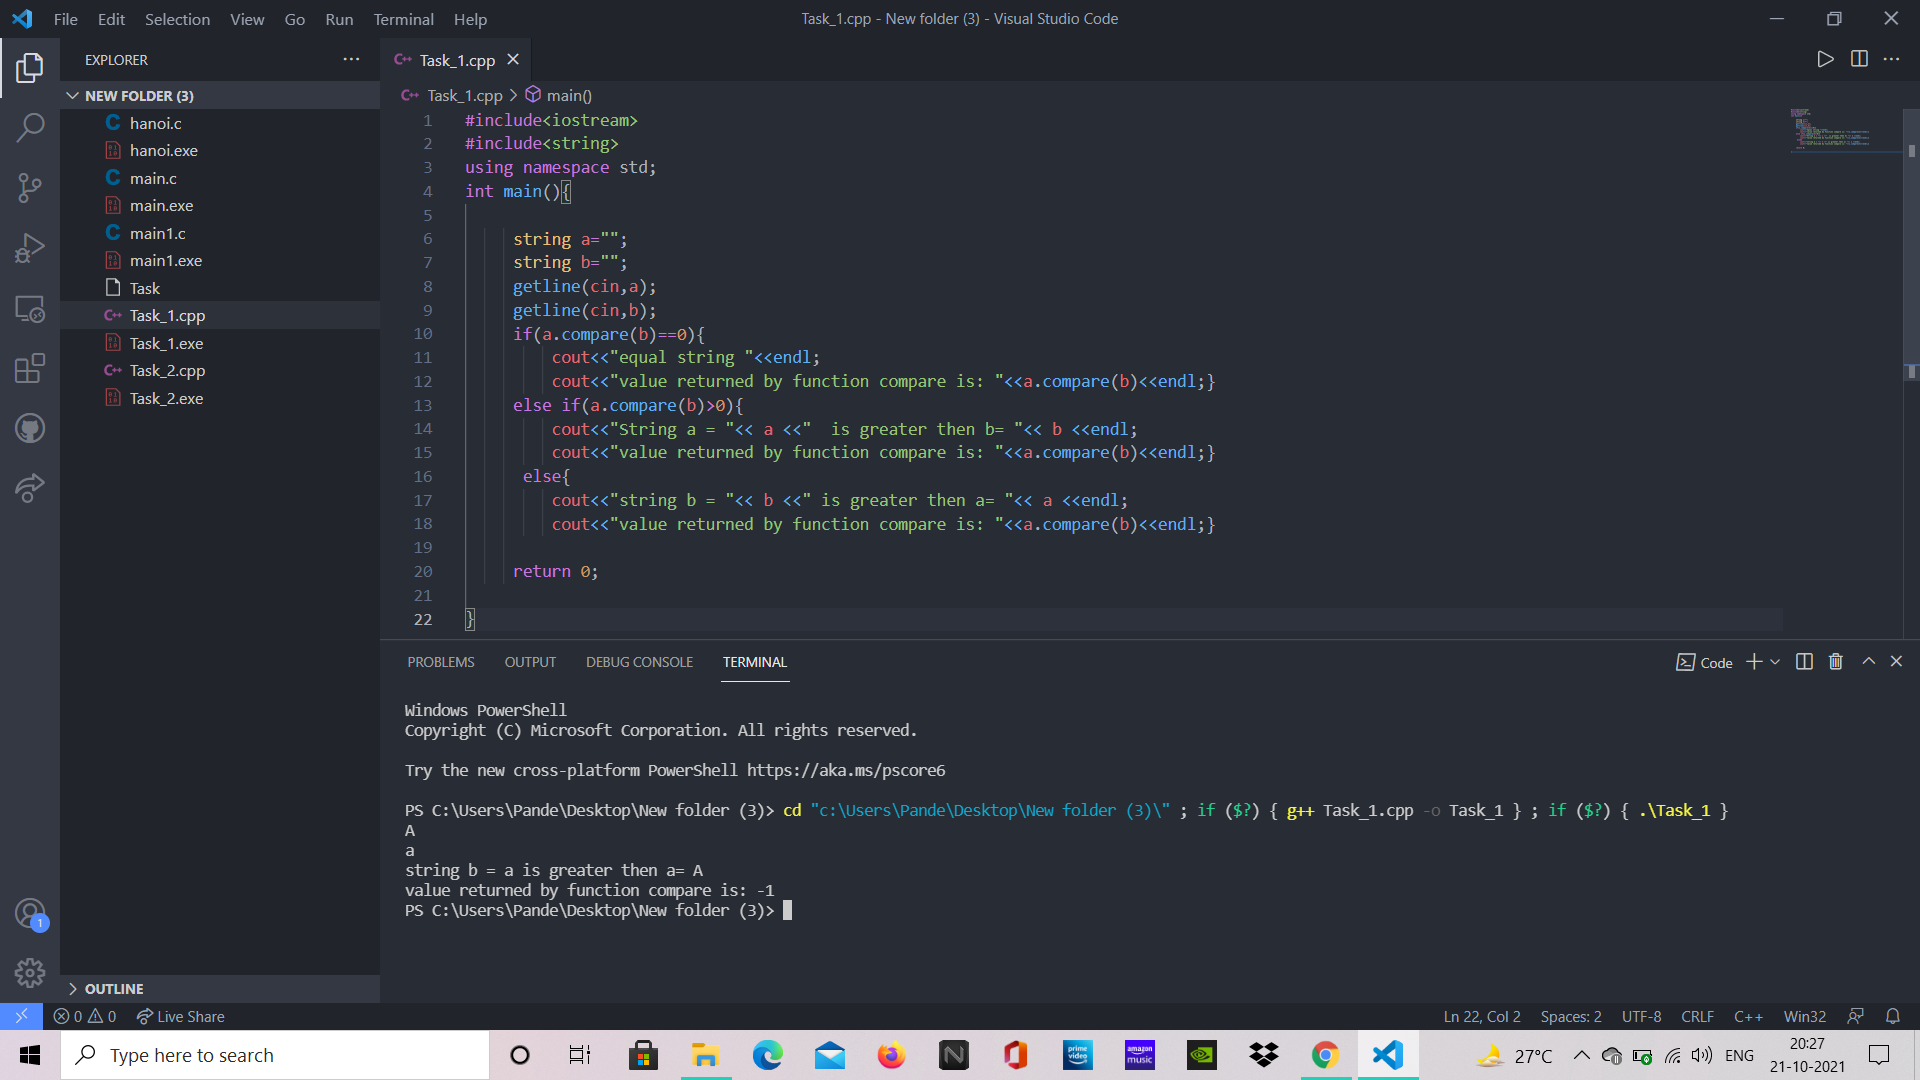 File Edit Selection View Go Run Terminal Help
Task_1.cpp - New folder (3) - Visual Studio Code
EXPLORER
NEW FOLDER (3)
hanoi.c
hanoi.exe
main.c
main.exe
main1.c
main1.exe
Task
Task_1.cpp
Task_1.exe
Task_2.cpp
Task_2.exe
OUTLINE
Task_1.cpp
Task_1.cpp > main()
1 #include<iostream>
2 #include<string>
3 using namespace std;
4 int main(){
5
6 string a="";
7 string b="";
8 getline(cin,a);
9 getline(cin,b);
10 if(a.compare(b)==0){
11 cout<<"equal string "<<endl;
12 cout<<"value returned by function compare is: "<<a.compare(b)<<endl;}
13 else if(a.compare(b)>0){
14 cout<<"String a = "<< a <<"  is greater then b= "<< b <<endl;
15 cout<<"value returned by function compare is: "<<a.compare(b)<<endl;}
16 else{
17 cout<<"string b = "<< b <<" is greater then a= "<< a <<endl;
18 cout<<"value returned by function compare is: "<<a.compare(b)<<endl;}
19
20 return 0;
21
22 }
PROBLEMS OUTPUT DEBUG CONSOLE TERMINAL
Code
Windows PowerShell
Copyright (C) Microsoft Corporation. All rights reserved.
Try the new cross-platform PowerShell https://aka.ms/pscore6
PS C:\Users\Pande\Desktop\New folder (3)> cd "c:\Users\Pande\Desktop\New folder (3)\" ; if ($?) { g++ Task_1.cpp -o Task_1 } ; if ($?) { .\Task_1 }
A
a
string b = a is greater then a= A
value returned by function compare is: -1
PS C:\Users\Pande\Desktop\New folder (3)>
1
0 0 Live Share
Ln 22, Col 2 Spaces: 2 UTF-8 CRLF C++ Win32
Type here to search
prime video
amazon music
27°C
ENG
20:27
21-10-2021